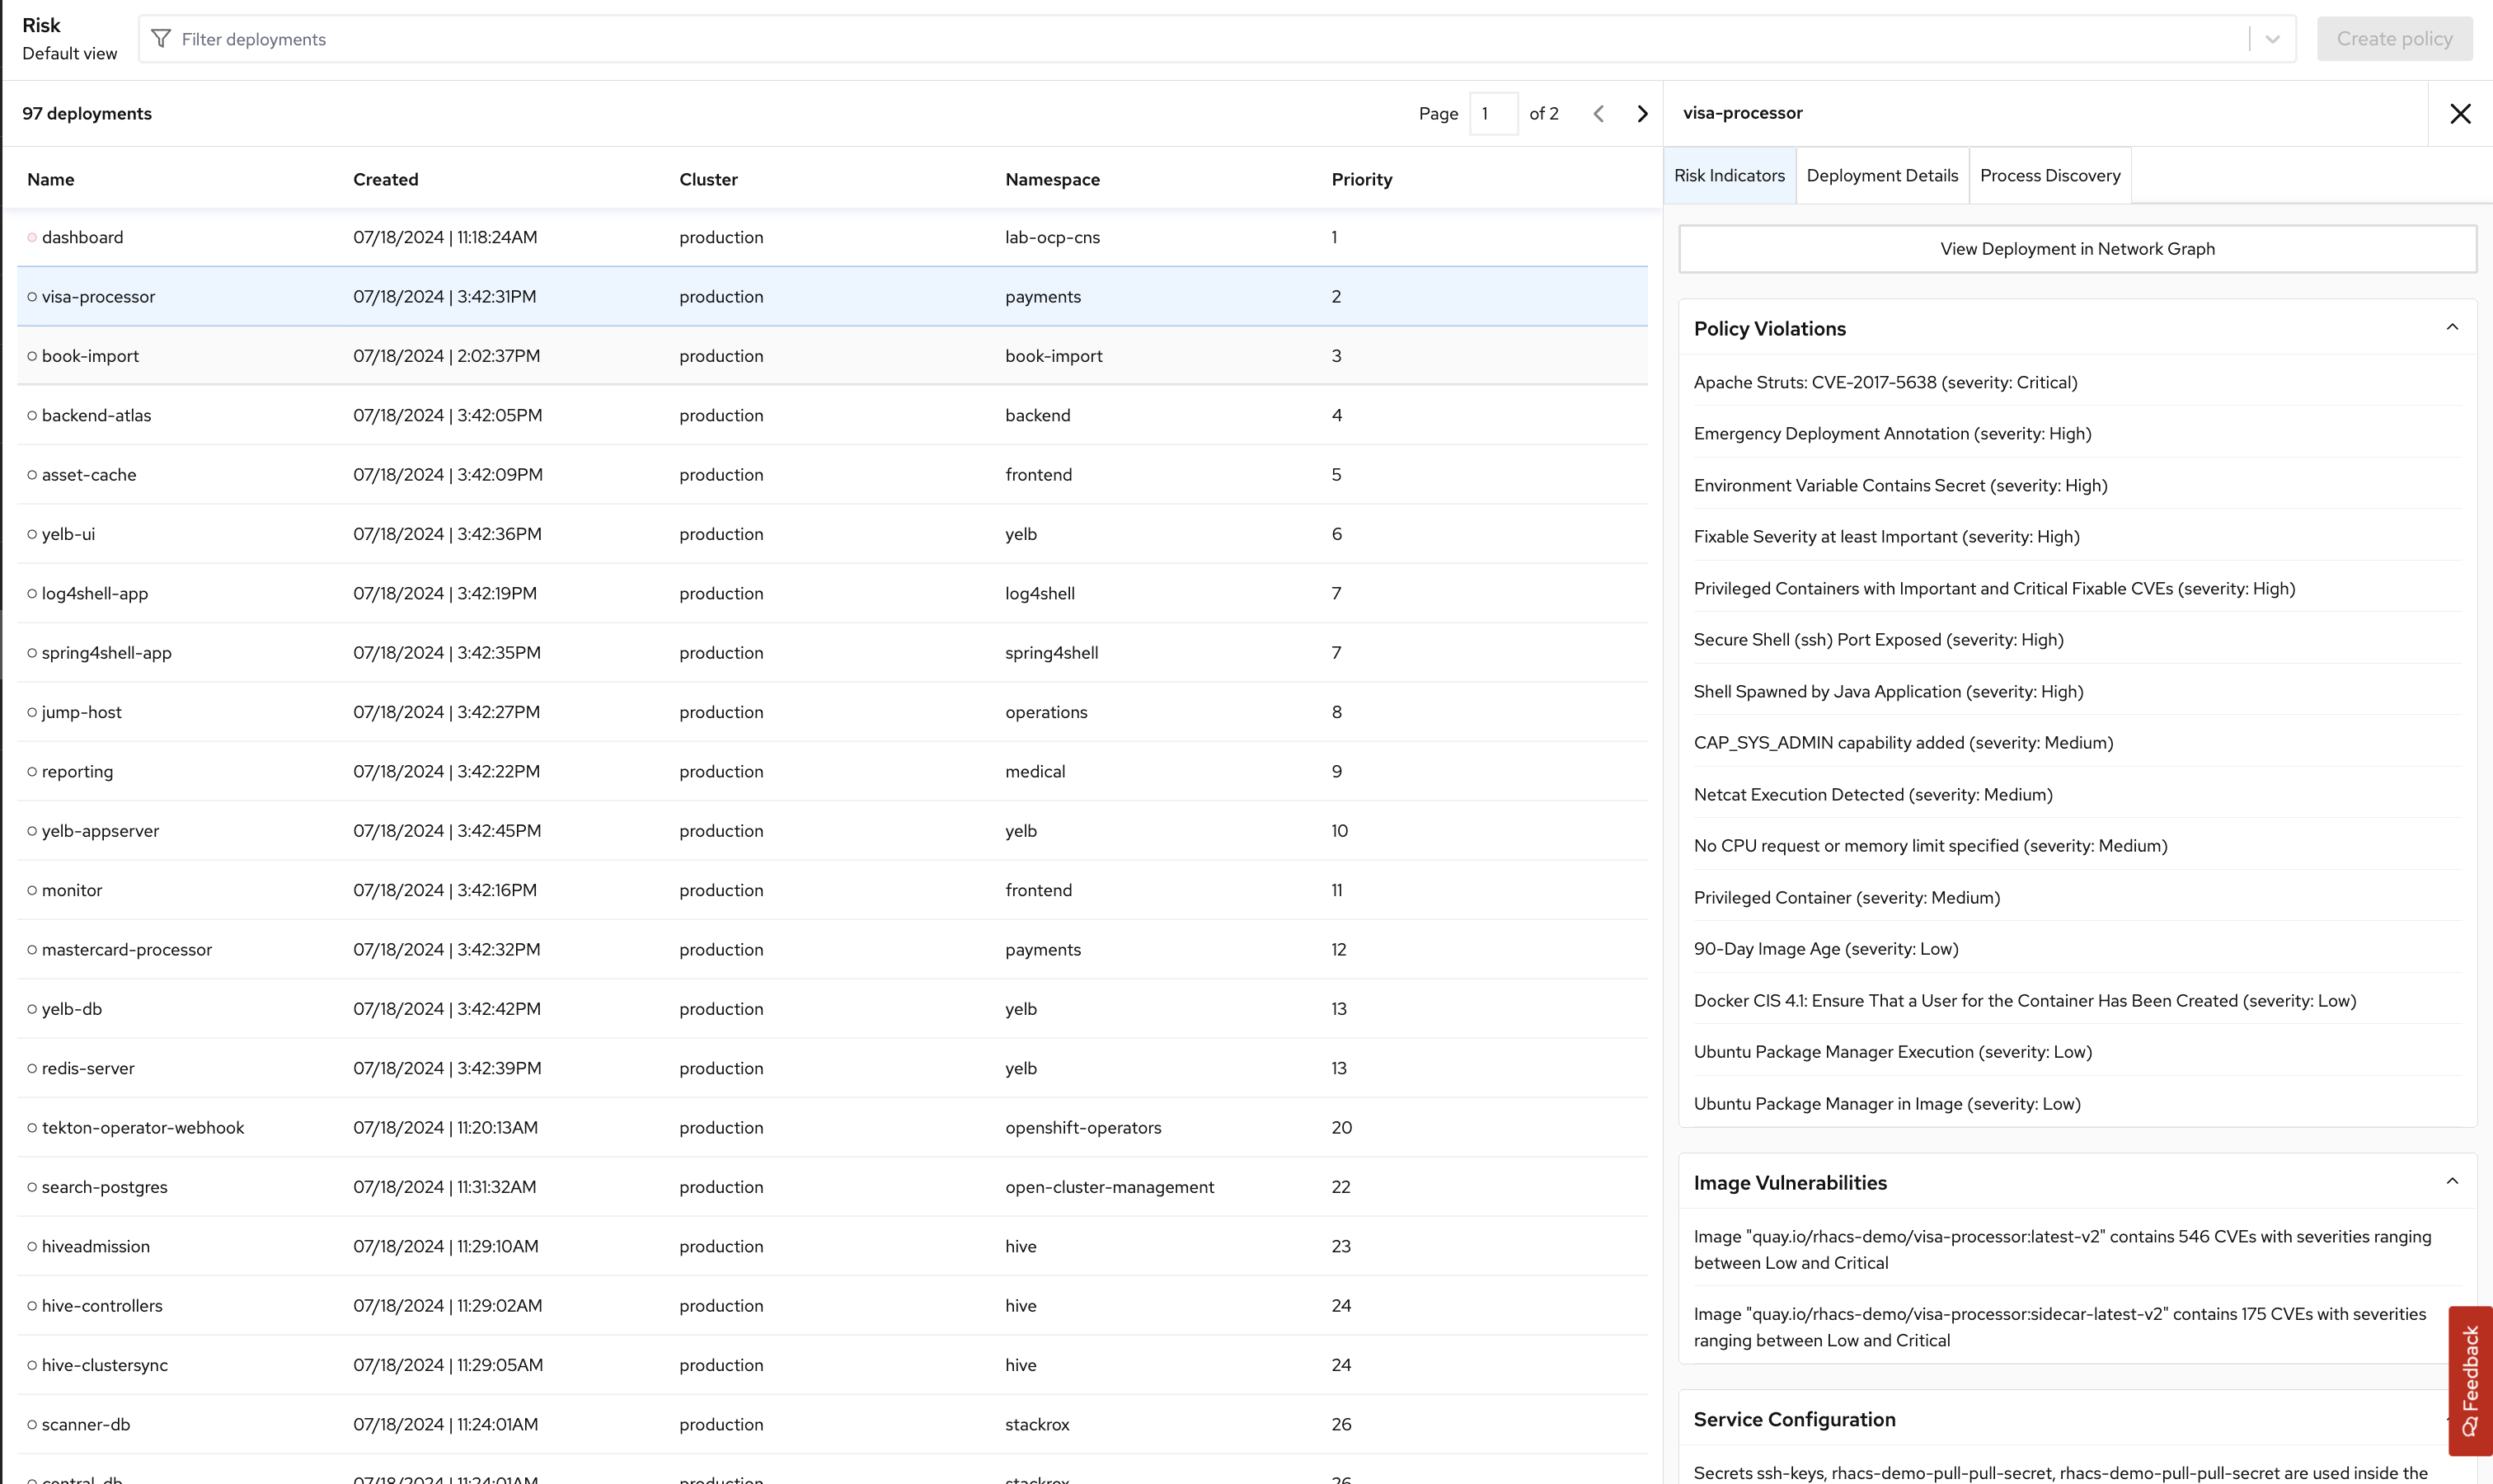 Risk
Default view
Filter deployments
Create policy
97 deployments
Page 1 of 2
Name Created Cluster Namespace Priority
dashboard 07/18/2024 | 11:18:24AM production lab-ocp-cns 1
visa-processor 07/18/2024 | 3:42:31PM production payments 2
book-import 07/18/2024 | 2:02:37PM production book-import 3
backend-atlas 07/18/2024 | 3:42:05PM production backend 4
asset-cache 07/18/2024 | 3:42:09PM production frontend 5
yelb-ui 07/18/2024 | 3:42:36PM production yelb 6
log4shell-app 07/18/2024 | 3:42:19PM production log4shell 7
spring4shell-app 07/18/2024 | 3:42:35PM production spring4shell 7
jump-host 07/18/2024 | 3:42:27PM production operations 8
reporting 07/18/2024 | 3:42:22PM production medical 9
yelb-appserver 07/18/2024 | 3:42:45PM production yelb 10
monitor 07/18/2024 | 3:42:16PM production frontend 11
mastercard-processor 07/18/2024 | 3:42:32PM production payments 12
yelb-db 07/18/2024 | 3:42:42PM production yelb 13
redis-server 07/18/2024 | 3:42:39PM production yelb 13
tekton-operator-webhook 07/18/2024 | 11:20:13AM production openshift-operators 20
search-postgres 07/18/2024 | 11:31:32AM production open-cluster-management 22
hiveadmission 07/18/2024 | 11:29:10AM production hive 23
hive-controllers 07/18/2024 | 11:29:02AM production hive 24
hive-clustersync 07/18/2024 | 11:29:05AM production hive 24
scanner-db 07/18/2024 | 11:24:01AM production stackrox 26
central-db 07/18/2024 | 11:24:01AM production stackrox 26
visa-processor
Risk Indicators
Deployment Details
Process Discovery
View Deployment in Network Graph
Policy Violations
Apache Struts: CVE-2017-5638 (severity: Critical)
Emergency Deployment Annotation (severity: High)
Environment Variable Contains Secret (severity: High)
Fixable Severity at least Important (severity: High)
Privileged Containers with Important and Critical Fixable CVEs (severity: High)
Secure Shell (ssh) Port Exposed (severity: High)
Shell Spawned by Java Application (severity: High)
CAP_SYS_ADMIN capability added (severity: Medium)
Netcat Execution Detected (severity: Medium)
No CPU request or memory limit specified (severity: Medium)
Privileged Container (severity: Medium)
90-Day Image Age (severity: Low)
Docker CIS 4.1: Ensure That a User for the Container Has Been Created (severity: Low)
Ubuntu Package Manager Execution (severity: Low)
Ubuntu Package Manager in Image (severity: Low)
Image Vulnerabilities
Image "quay.io/rhacs-demo/visa-processor:latest-v2" contains 546 CVEs with severities ranging
between Low and Critical
Image "quay.io/rhacs-demo/visa-processor:sidecar-latest-v2" contains 175 CVEs with severities
ranging between Low and Critical
Service Configuration
Secrets ssh-keys, rhacs-demo-pull-pull-secret, rhacs-demo-pull-pull-secret are used inside the
Feedback